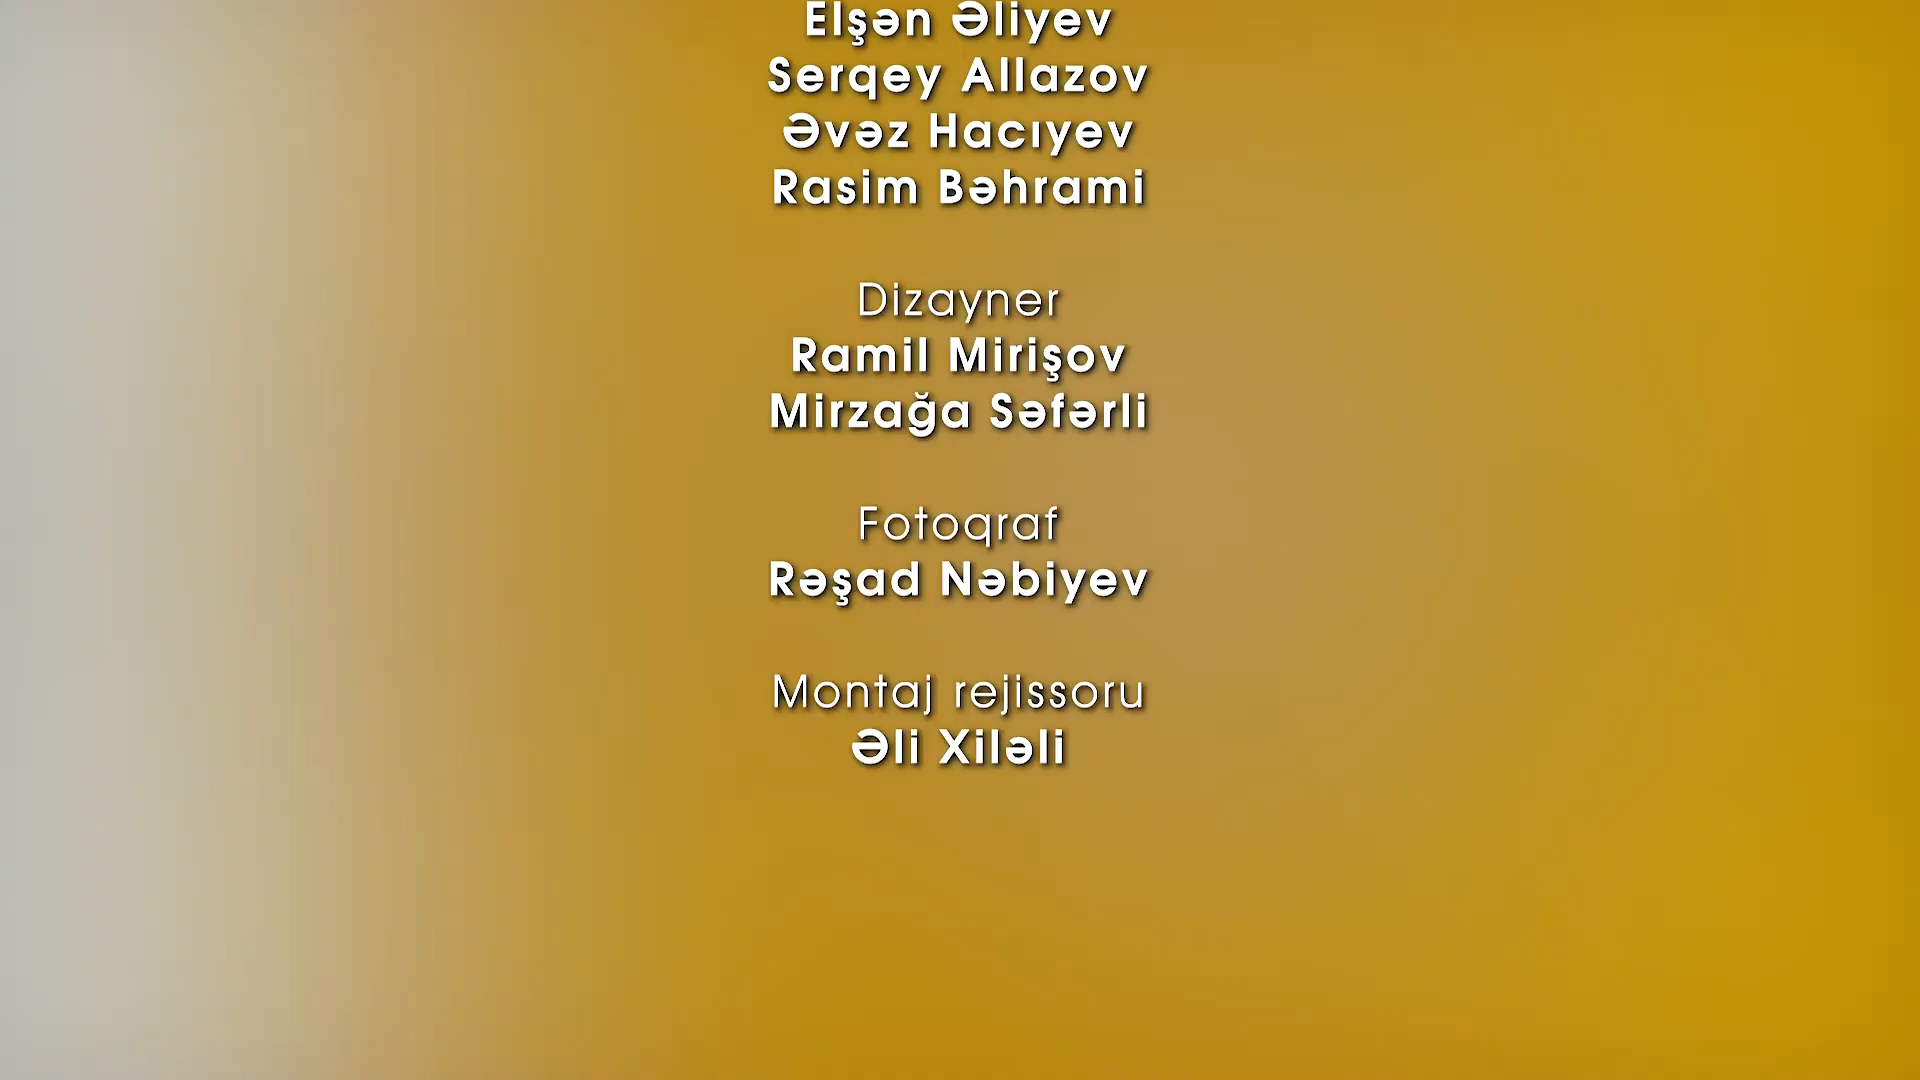 Elşən Əliyev
Serqey Allazov
Əvəz Hacıyev
Rasim Bəhrami
Dizayner
Ramil Mirişov
Mirzağa Səfərli
Fotoqraf
Rəşad Nəbiyev
Montaj rejissoru
Əli Xiləli